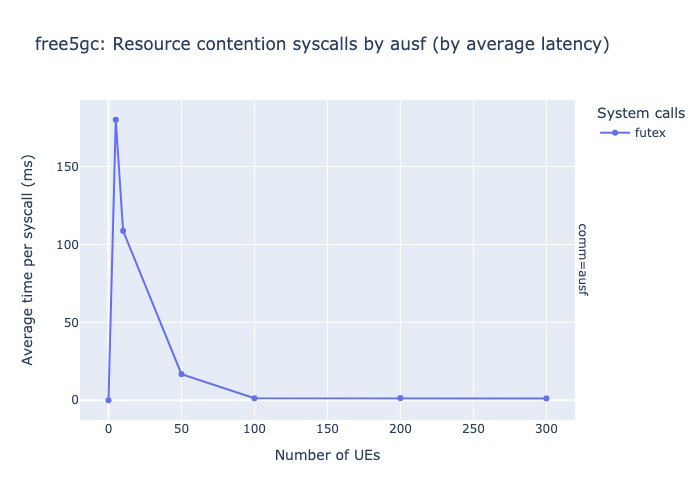 free5gc: Resource contention syscalls by ausf (by average latency)
System calls
futex
Average time per syscall (ms)
150
100
50
0
comm=ausf
0 50 100 150 200 250 300
Number of UEs